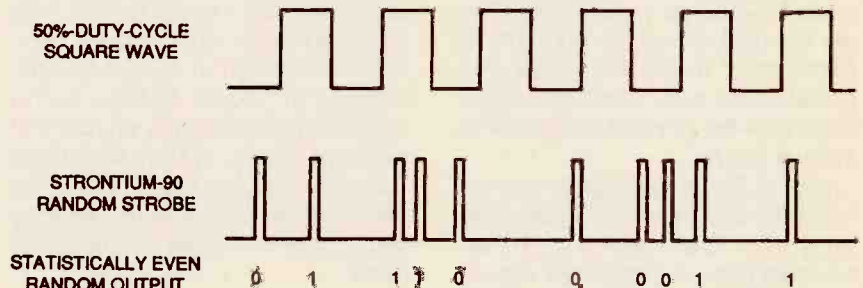 50%-DUTY-CYCLE
SQUARE WAVE
STRONTIUM-90
RANDOM STROBE
STATISTICALLY EVEN
RANDOM OUTPUT
0 1 1 1 0 0 0 0 1 1